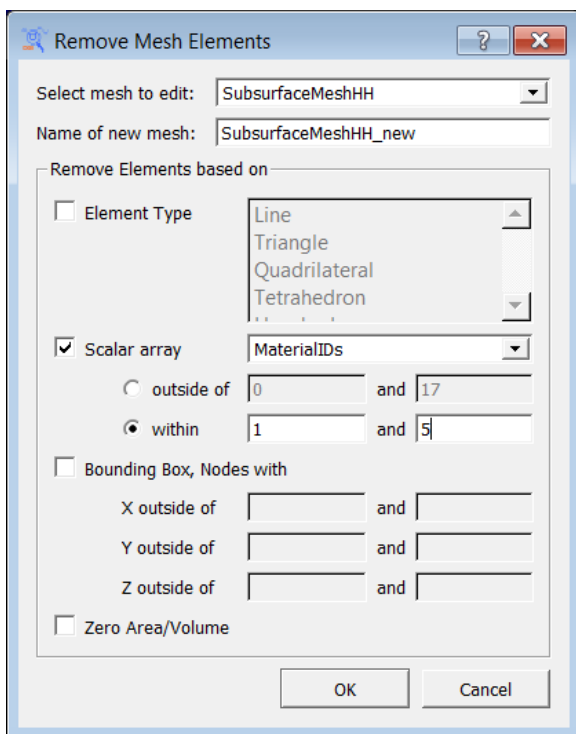 Remove Mesh Elements
Select mesh to edit: SubsurfaceMeshHH
Name of new mesh: SubsurfaceMeshHH_new
Remove Elements based on
Element Type
Line
Triangle
Quadrilateral
Tetrahedron
Scalar array MaterialIDs
outside of 0 and 17
within 1 and 5
Bounding Box, Nodes with
X outside of and
Y outside of and
Z outside of and
Zero Area/Volume
OK Cancel